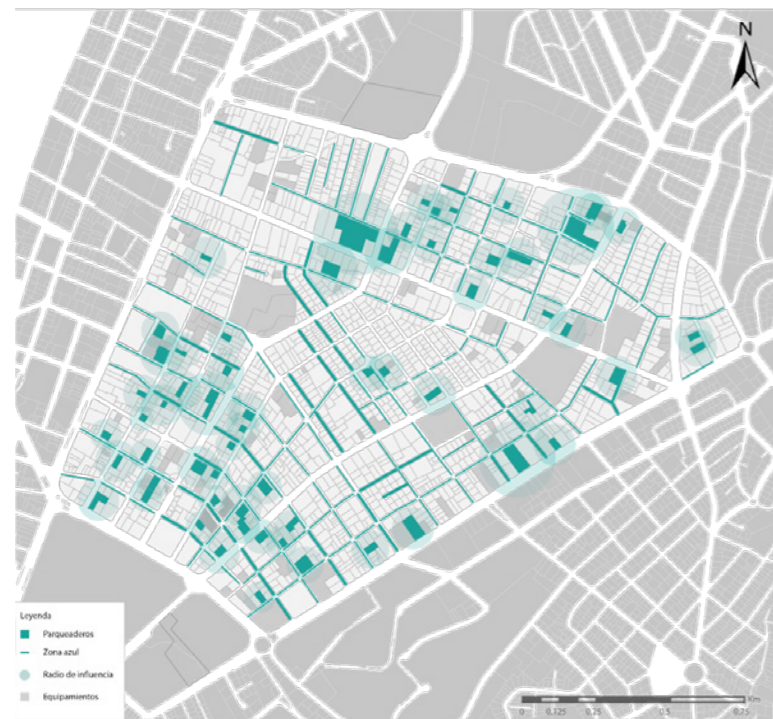 N
Leyenda
Parqueaderos
Zona azul
Radio de influencia
Equipamientos
Km
0 0,125 0,25 0,5 0,75